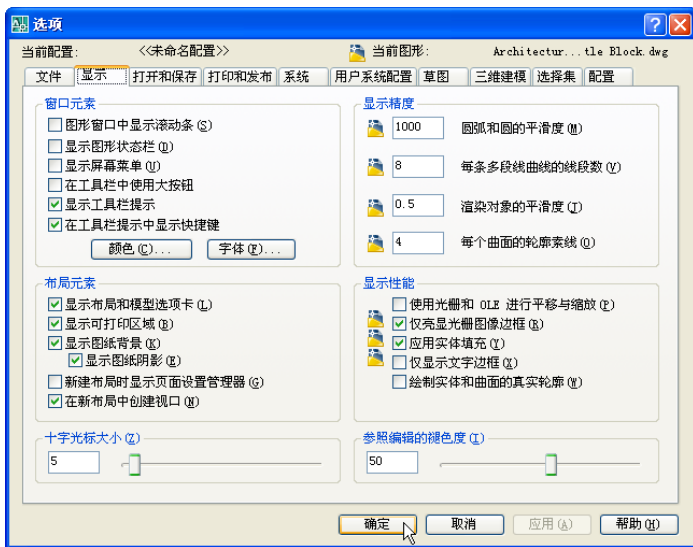 选项
当前配置: <<未命名配置>> 当前图形: Architectur...tle Block.dwg
文件 显示 打开和保存 打印和发布 系统 用户系统配置 草图 三维建模 选择集 配置
窗口元素
图形窗口中显示滚动条(S)
显示图形状态栏(D)
显示屏幕菜单(U)
在工具栏中使用大按钮
显示工具栏提示
在工具栏提示中显示快捷键
颜色(C)... 字体(F)...
显示精度
1000 圆弧和圆的平滑度(M)
8 每条多段线曲线的线段数(V)
0.5 渲染对象的平滑度(J)
4 每个曲面的轮廓素线(O)
布局元素
显示布局和模型选项卡(L)
显示可打印区域(B)
显示图纸背景(K)
显示图纸阴影(E)
新建布局时显示页面设置管理器(G)
在新布局中创建视口(N)
显示性能
使用光栅和 OLE 进行平移与缩放(P)
仅亮显光栅图像边框(R)
应用实体填充(Y)
仅显示文字边框(X)
绘制实体和曲面的真实轮廓(W)
十字光标大小(Z)
5
参照编辑的褪色度(I)
50
确定 取消 应用(A) 帮助(H)